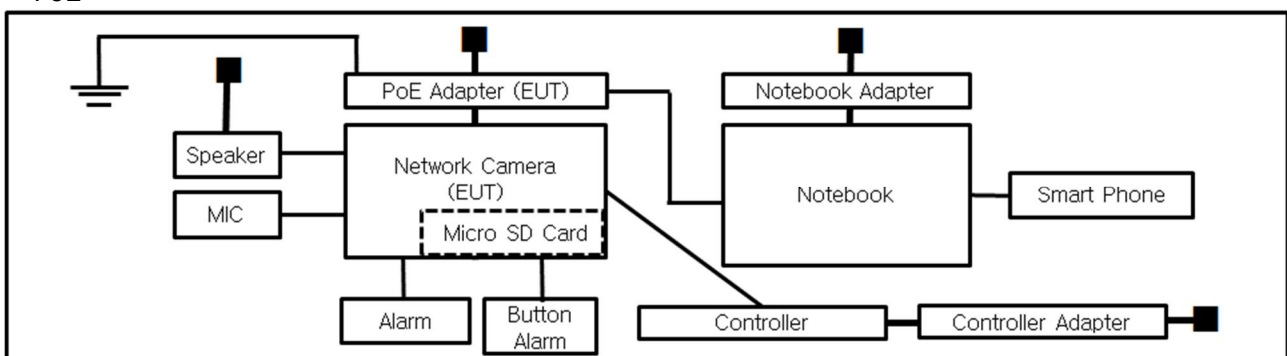 PoE Adapter (EUT)
Notebook Adapter
Speaker
Network Camera
(EUT)
Notebook
Smart Phone
MIC
Micro SD Card
Alarm
Button
Alarm
Controller
Controller Adapter